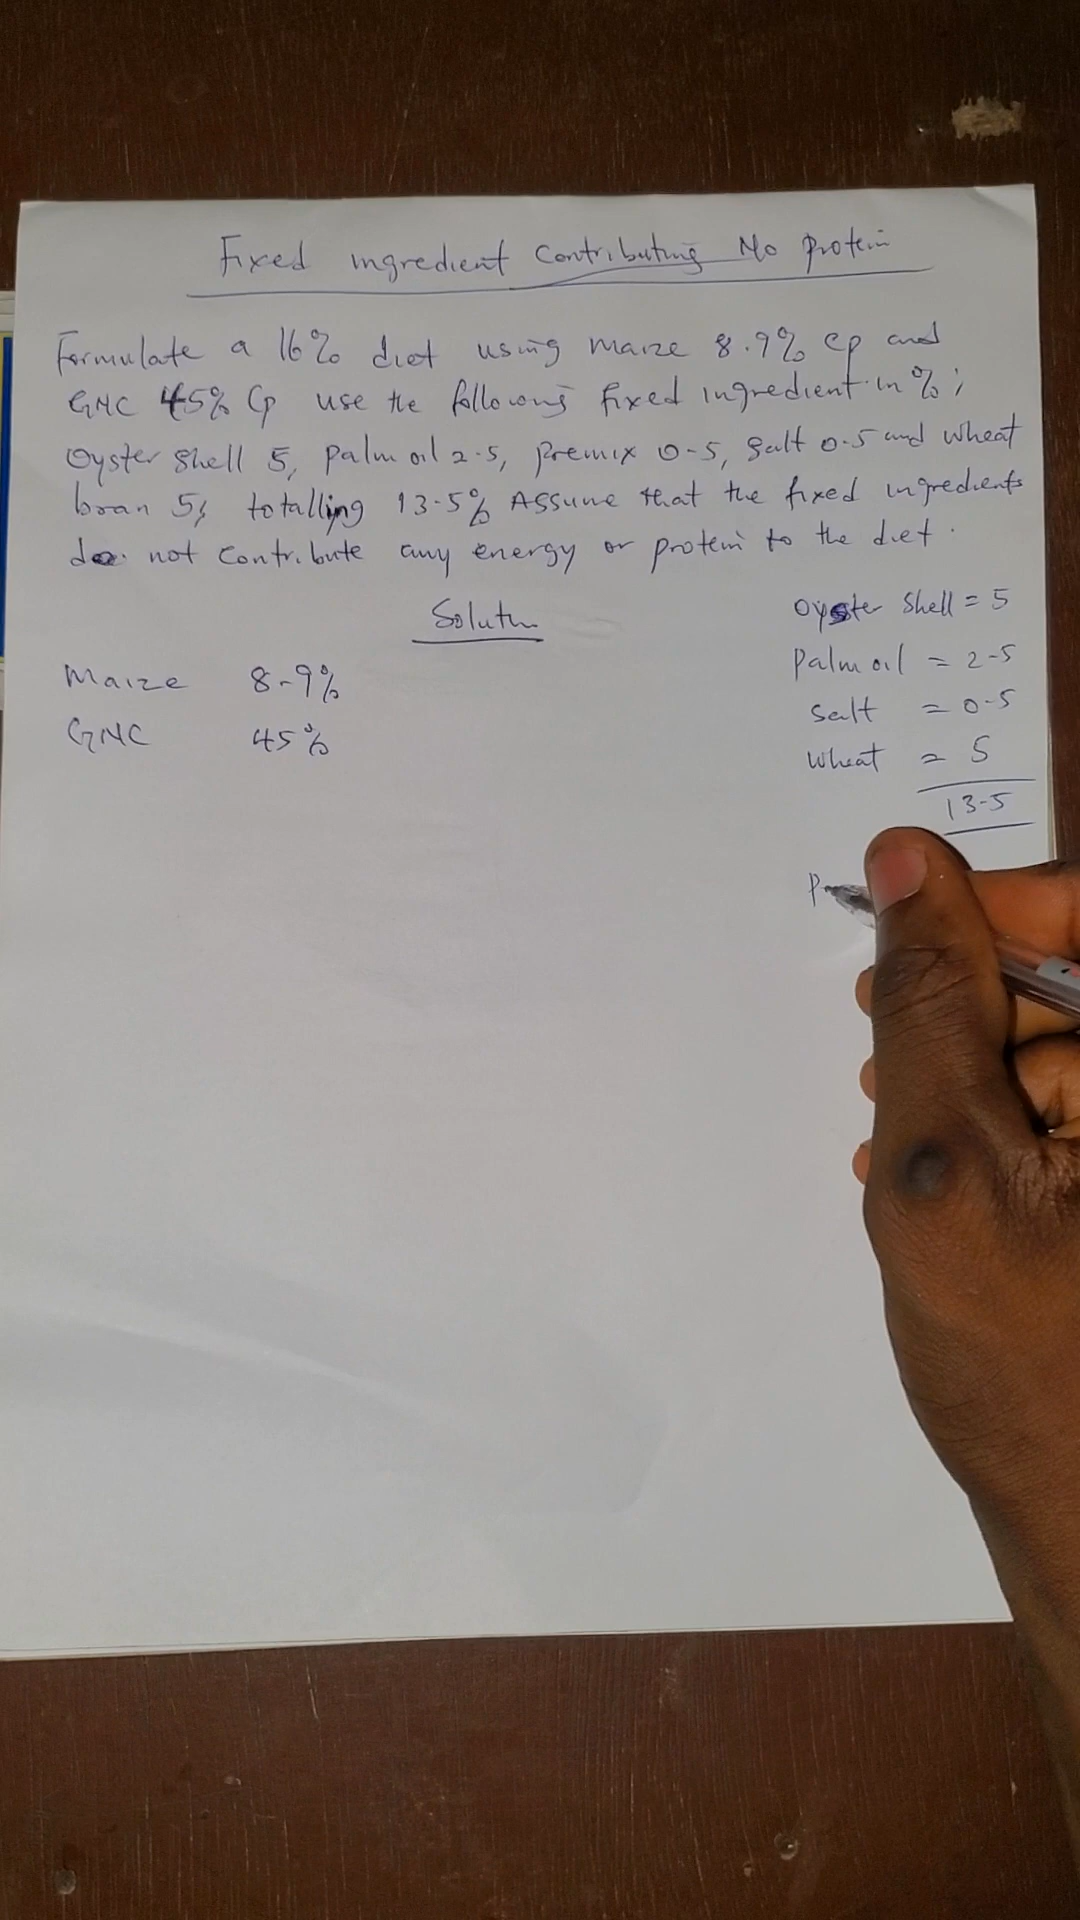 Fixed ingredient Contributing No protein
Formulate a 16% diet using maize 8.9% cp and
GNC 45% Cp use the following fixed ingredient in %;
Oyster Shell 5, palm oil 2.5, premix 0-5, salt 0.5 and wheat
bran 5; totalling 13-5% Assume that the fixed ingredients
do not contribute any energy or protein to the diet.
Solutn
Maize 8-9%
GNC 45%
Oyster Shell = 5
Palm oil = 2-5
Salt = 0-5
Wheat = 5
13-5
P